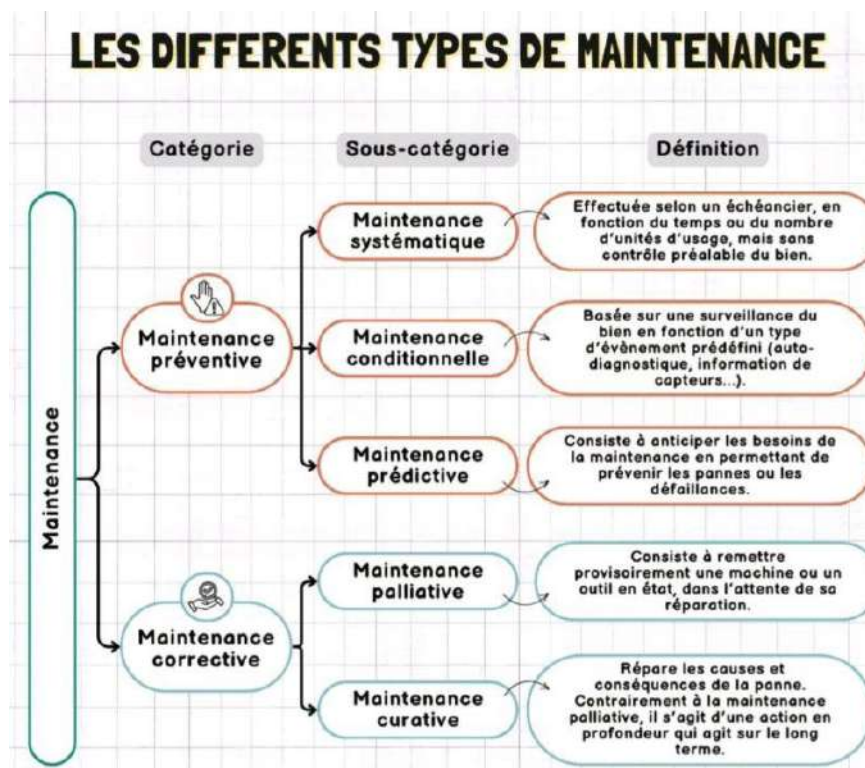 LES DIFFERENTS TYPES DE MAINTENANCE
Catégorie
Sous-catégorie
Définition
Maintenance
Maintenance
préventive
Maintenance
systématique
Effectuée selon un échéancier, en
fonction du temps ou du nombre
d'unités d'usage, mais sans
contrôle préalable du bien.
Maintenance
conditionnelle
Basée sur une surveillance du
bien en fonction d'un type
d'évènement prédéfini (auto-
diagnostique, information de
capteurs...).
Maintenance
prédictive
Consiste à anticiper les besoins de
la maintenance en permettant de
prévenir les pannes ou les
défaillances.
Maintenance
corrective
Maintenance
palliative
Consiste à remettre
provisoirement une machine ou un
outil en état, dans l'attente de sa
réparation.
Maintenance
curative
Répare les causes et
conséquences de la panne.
Contrairement à la maintenance
palliative, il s'agit d'une action en
profondeur qui agit sur le long
terme.